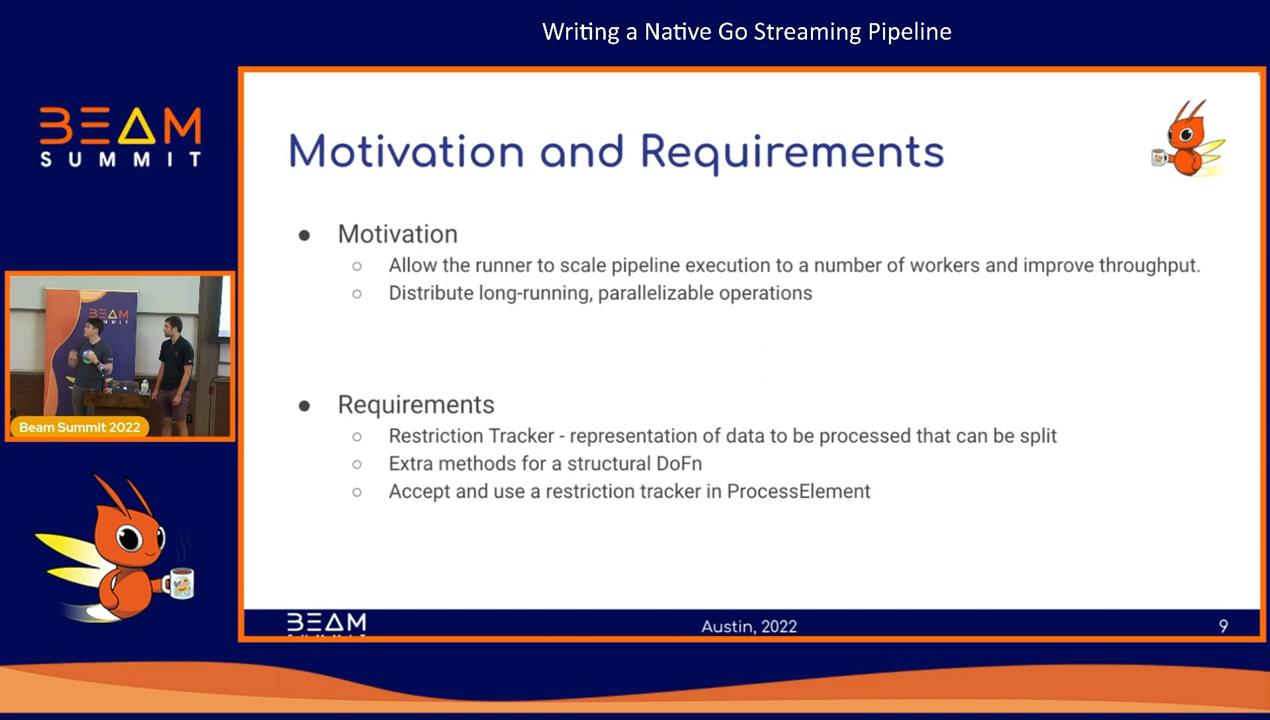 Writing a Native Go Streaming Pipeline
BEAM
SUMMIT
Motivation and Requirements
● Motivation
○ Allow the runner to scale pipeline execution to a number of workers and improve throughput.
○ Distribute long-running, parallelizable operations
● Requirements
○ Restriction Tracker - representation of data to be processed that can be split
○ Extra methods for a structural DoFn
○ Accept and use a restriction tracker in ProcessElement
BEAM
SUMMIT
Beam Summit 2022
BEAM
Austin, 2022
9